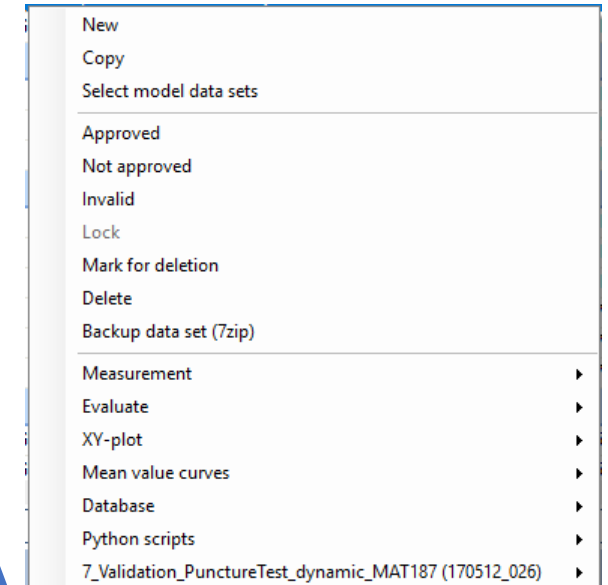 New
Copy
Select model data sets
Approved
Not approved
Invalid
Lock
Mark for deletion
Delete
Backup data set (7zip)
Measurement
Evaluate
XY-plot
Mean value curves
Database
Python scripts
7_Validation_PunctureTest_dynamic_MAT187 (170512_026)